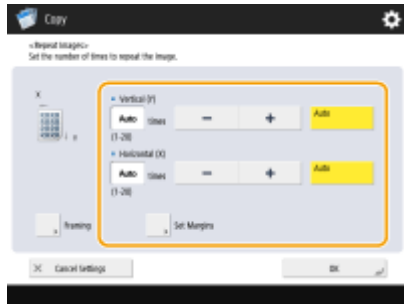 Copy
<Repeat Images>
Set the number of times to repeat the image.
X
Y
Vertical (Y)
Auto times - + Auto
(1-20)
Horizontal (X)
Auto times - + Auto
(1-20)
Framing
Set Margins
Cancel Settings
OK